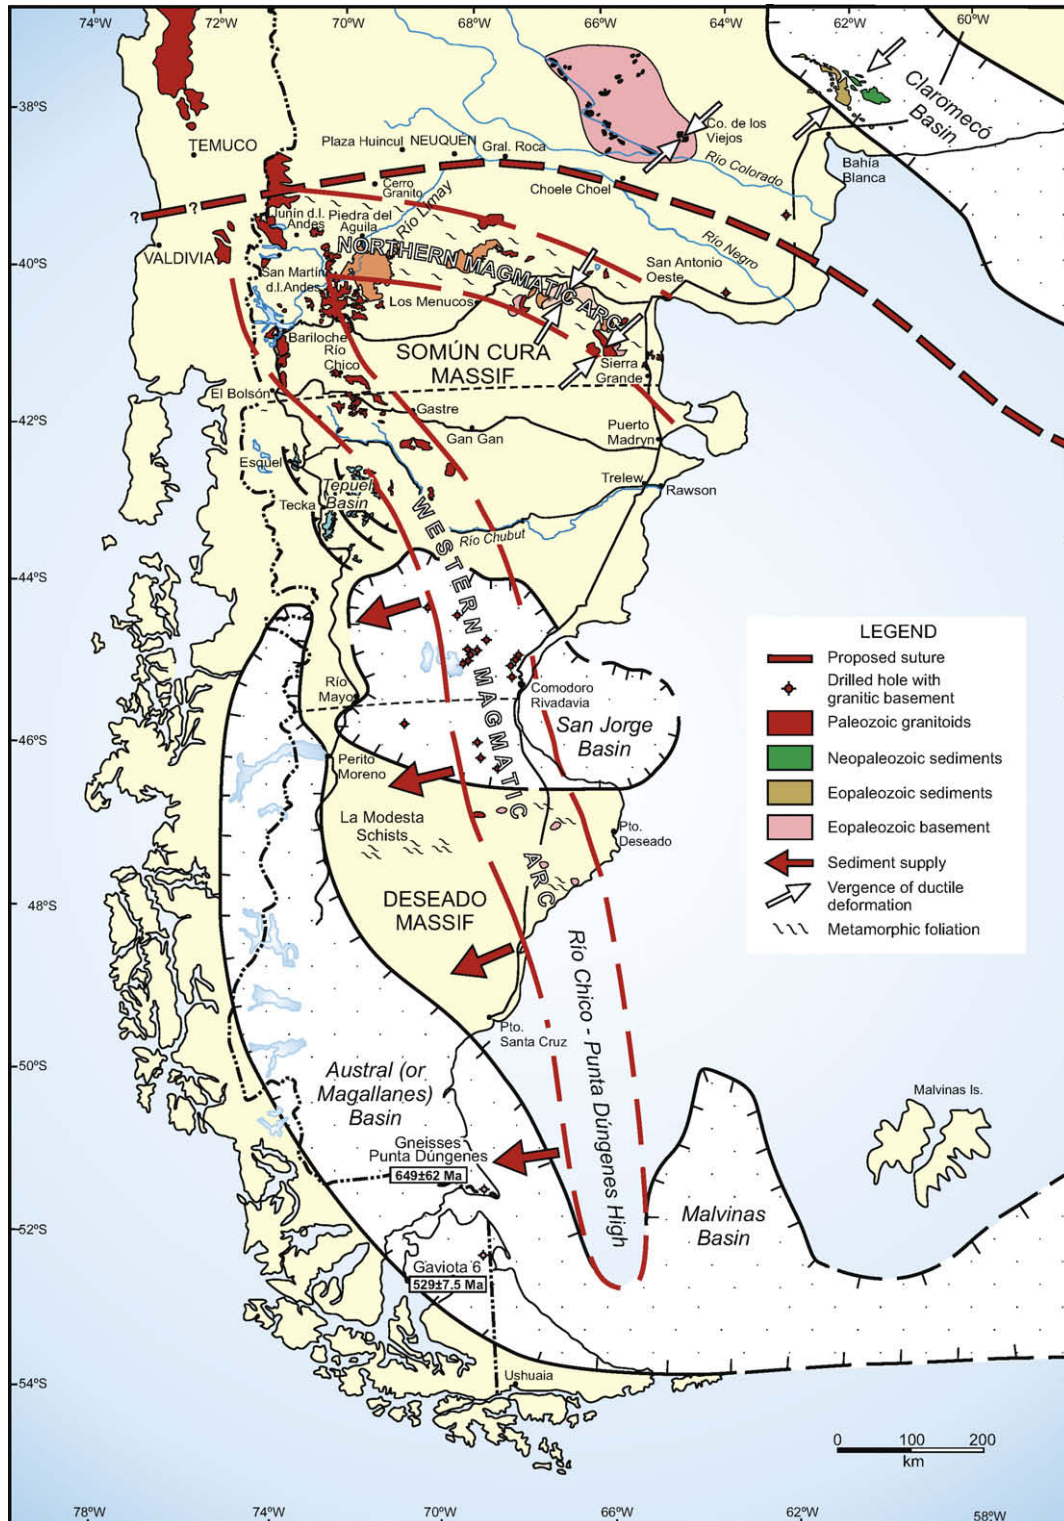 74°W
72°W
70°W
68°W
66°W
64°W
62°W
60°W
38°S
40°S
42°S
44°S
46°S
48°S
50°S
52°S
54°S
78°W
74°W
70°W
66°W
62°W
58°W
TEMUCO
Plaza Huincul
NEUQUÉN
Gral. Roca
Cerro
Granito
Choele Choel
Co. de los
Viejos
Río Colorado
Claromecó
Basin
Bahía
Blanca
?
?
Junín d.l.
Andes
Piedra del
Aguila
Río Limay
Río Negro
VALDIVIA
NORTHERN MAGMATIC ARC
San Antonio
Oeste
San Martín
d.l.Andes
Los Menucos
Bariloche
Río
Chico
SOMÚN CURA
MASSIF
Sierra
Grande
El Bolsón
Gastre
Gan Gan
Puerto
Madryn
Esquel
Tepuel
Basin
Tecka
Trelew
Rawson
Río Chubut
WESTERN MAGMATIC ARC
Río
Mayo
Comodoro
Rivadavia
San Jorge
Basin
Perito
Moreno
La Modesta
Schists
Pto.
Deseado
DESEADO
MASSIF
Pto.
Santa Cruz
Río Chico - Punta Dúngenes High
Austral (or
Magallanes)
Basin
Gneisses
Punta Dúngenes
649±62 Ma
Malvinas Is.
Malvinas
Basin
Gaviota 6
529±7.5 Ma
Ushuaia
LEGEND
Proposed suture
Drilled hole with
granitic basement
Paleozoic granitoids
Neopaleozoic sediments
Eopaleozoic sediments
Eopaleozoic basement
Sediment supply
Vergence of ductile
deformation
Metamorphic foliation
0 100 200
km